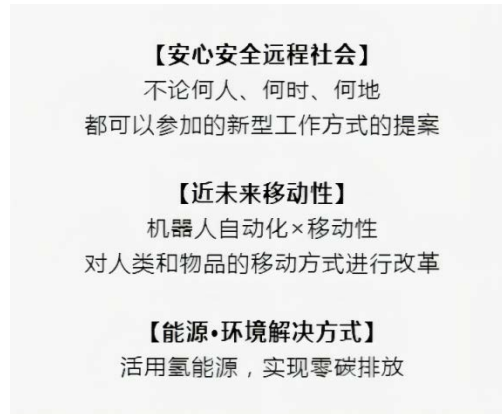 【安心安全远程社会】
不论何人、何时、何地
都可以参加的新型工作方式的提案
【近未来移动性】
机器人自动化×移动性
对人类和物品的移动方式进行改革
【能源·环境解决方式】
活用氢能源，实现零碳排放